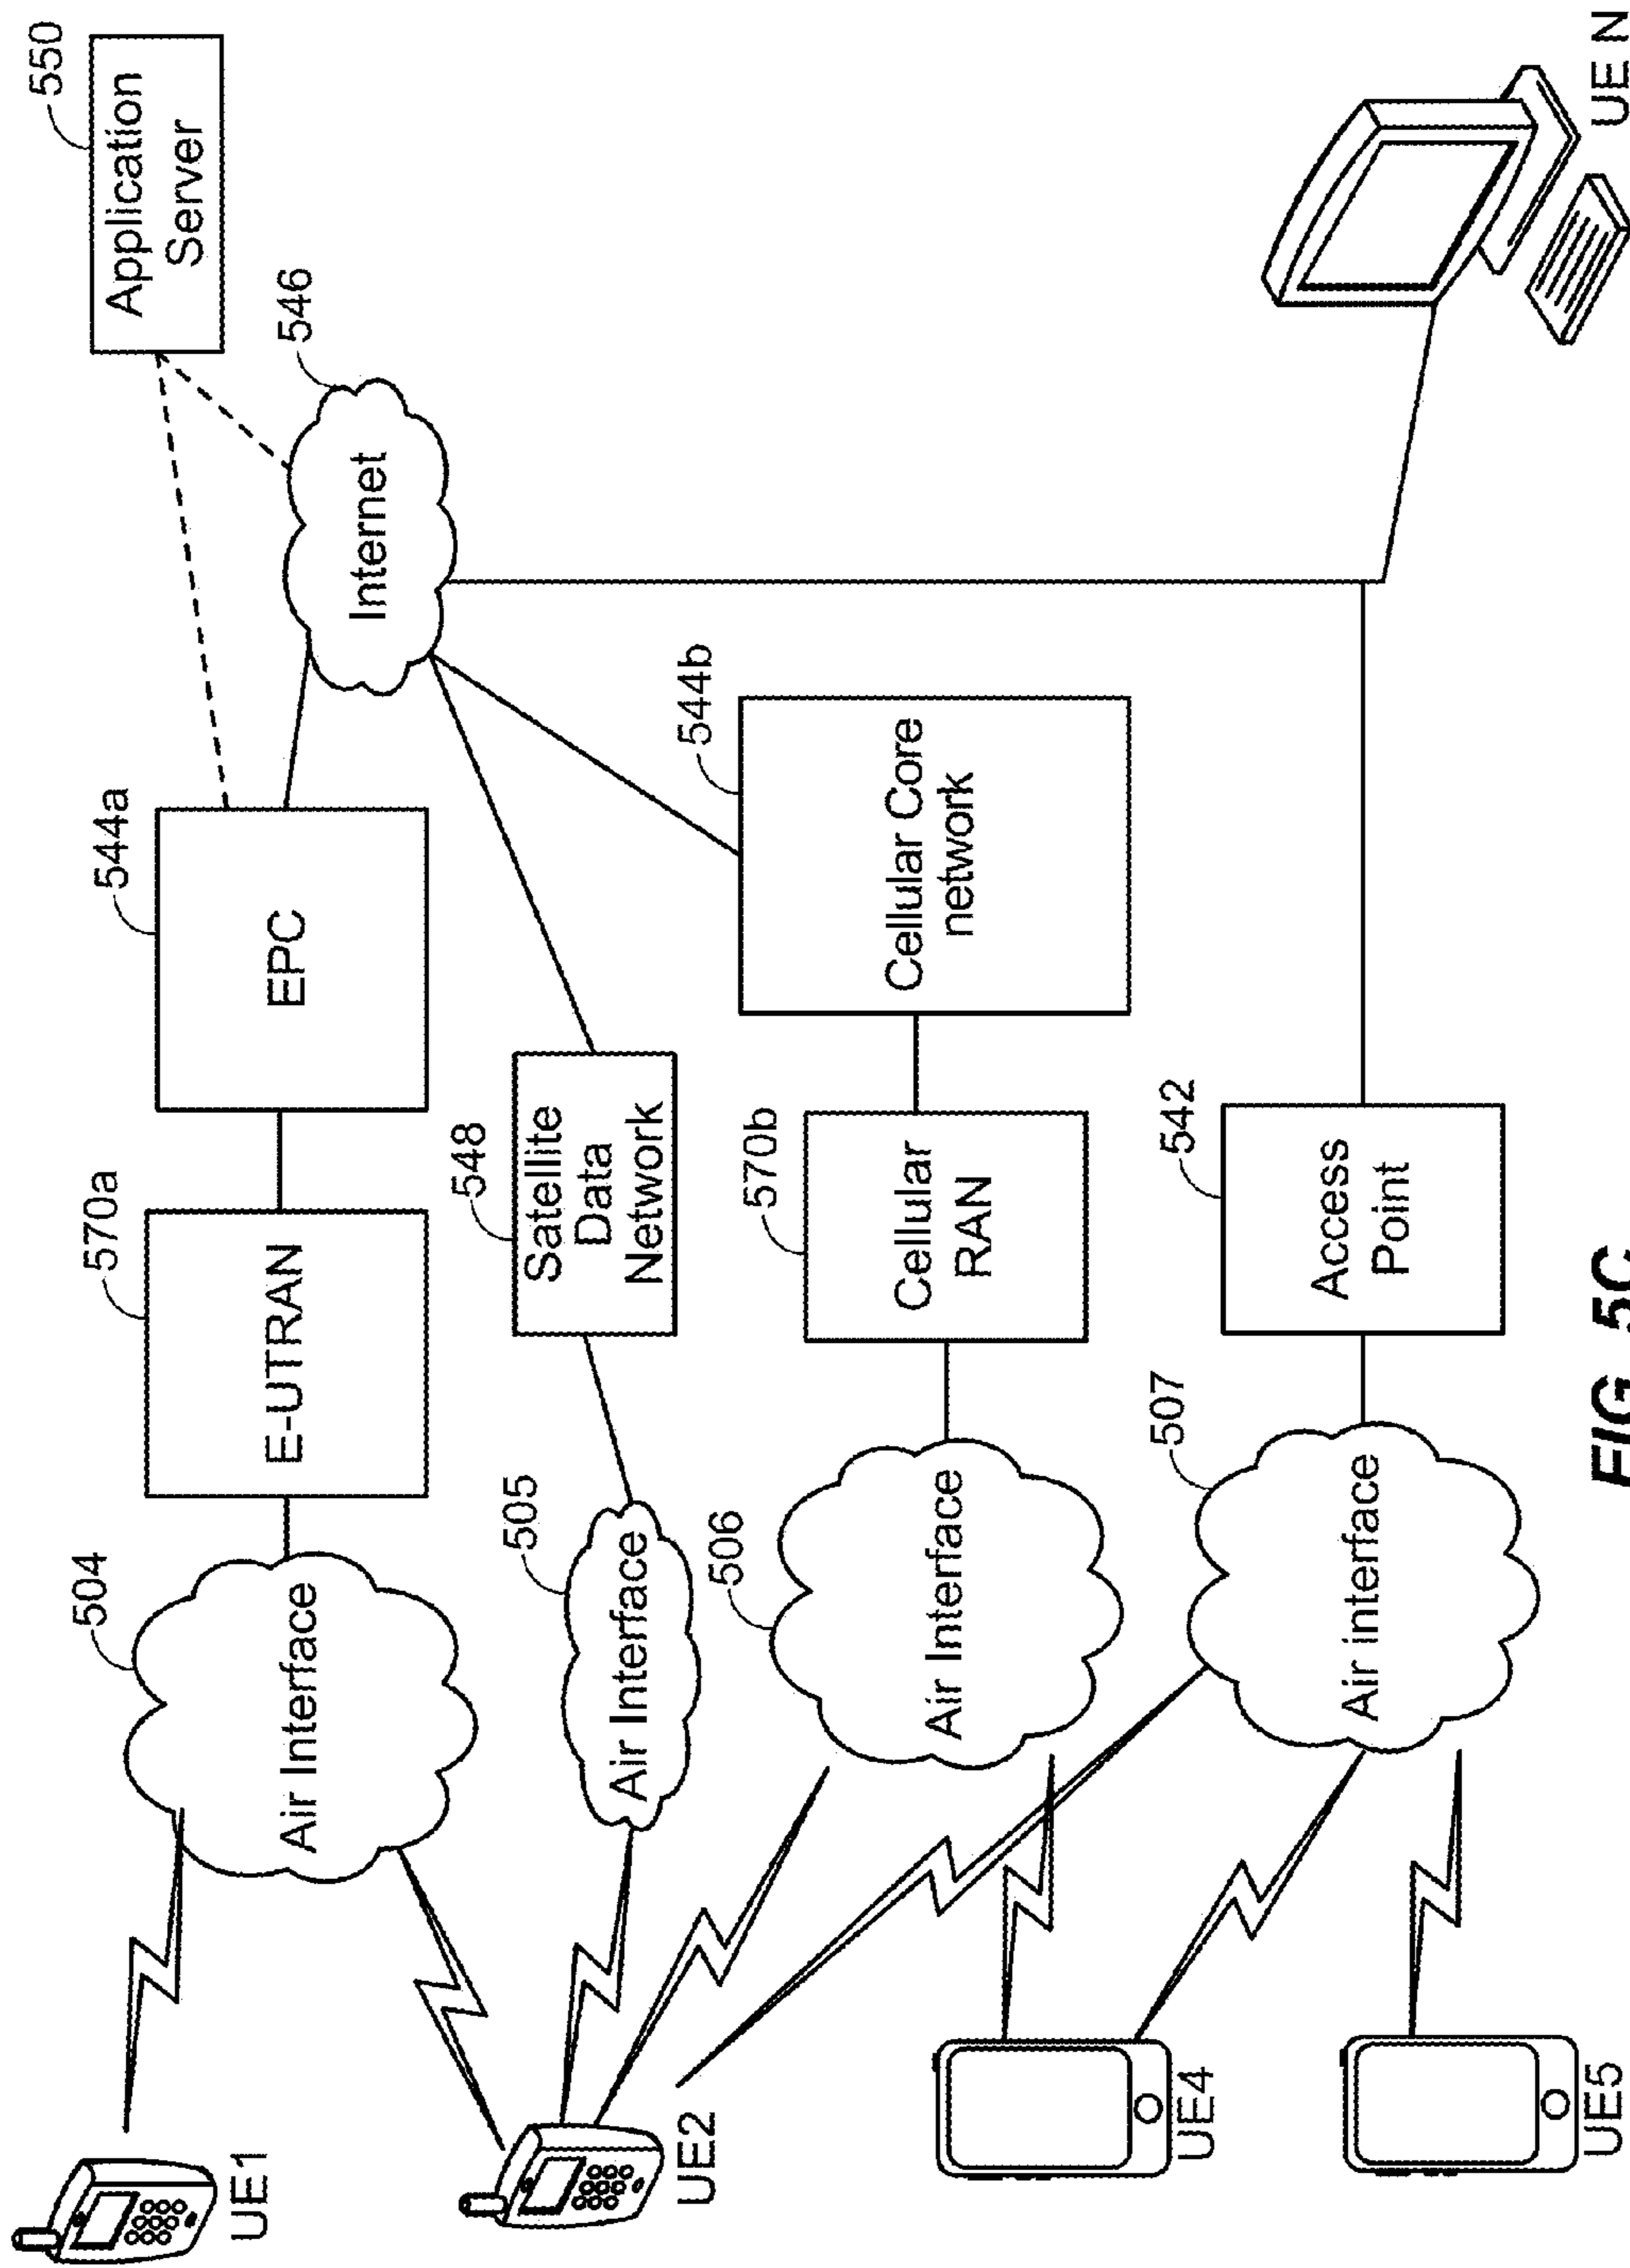 550
Application
Server
504
570a
544a
546
UE1
Air Interface
E-UTRAN
EPC
Internet
548
505
Satellite
Data
Network
Air Interface
UE2
544b
506
570b
Air Interface
Cellular
RAN
Cellular Core
network
507
542
UE4
Air interface
Access
Point
UE5
FIG. 5C
UE N